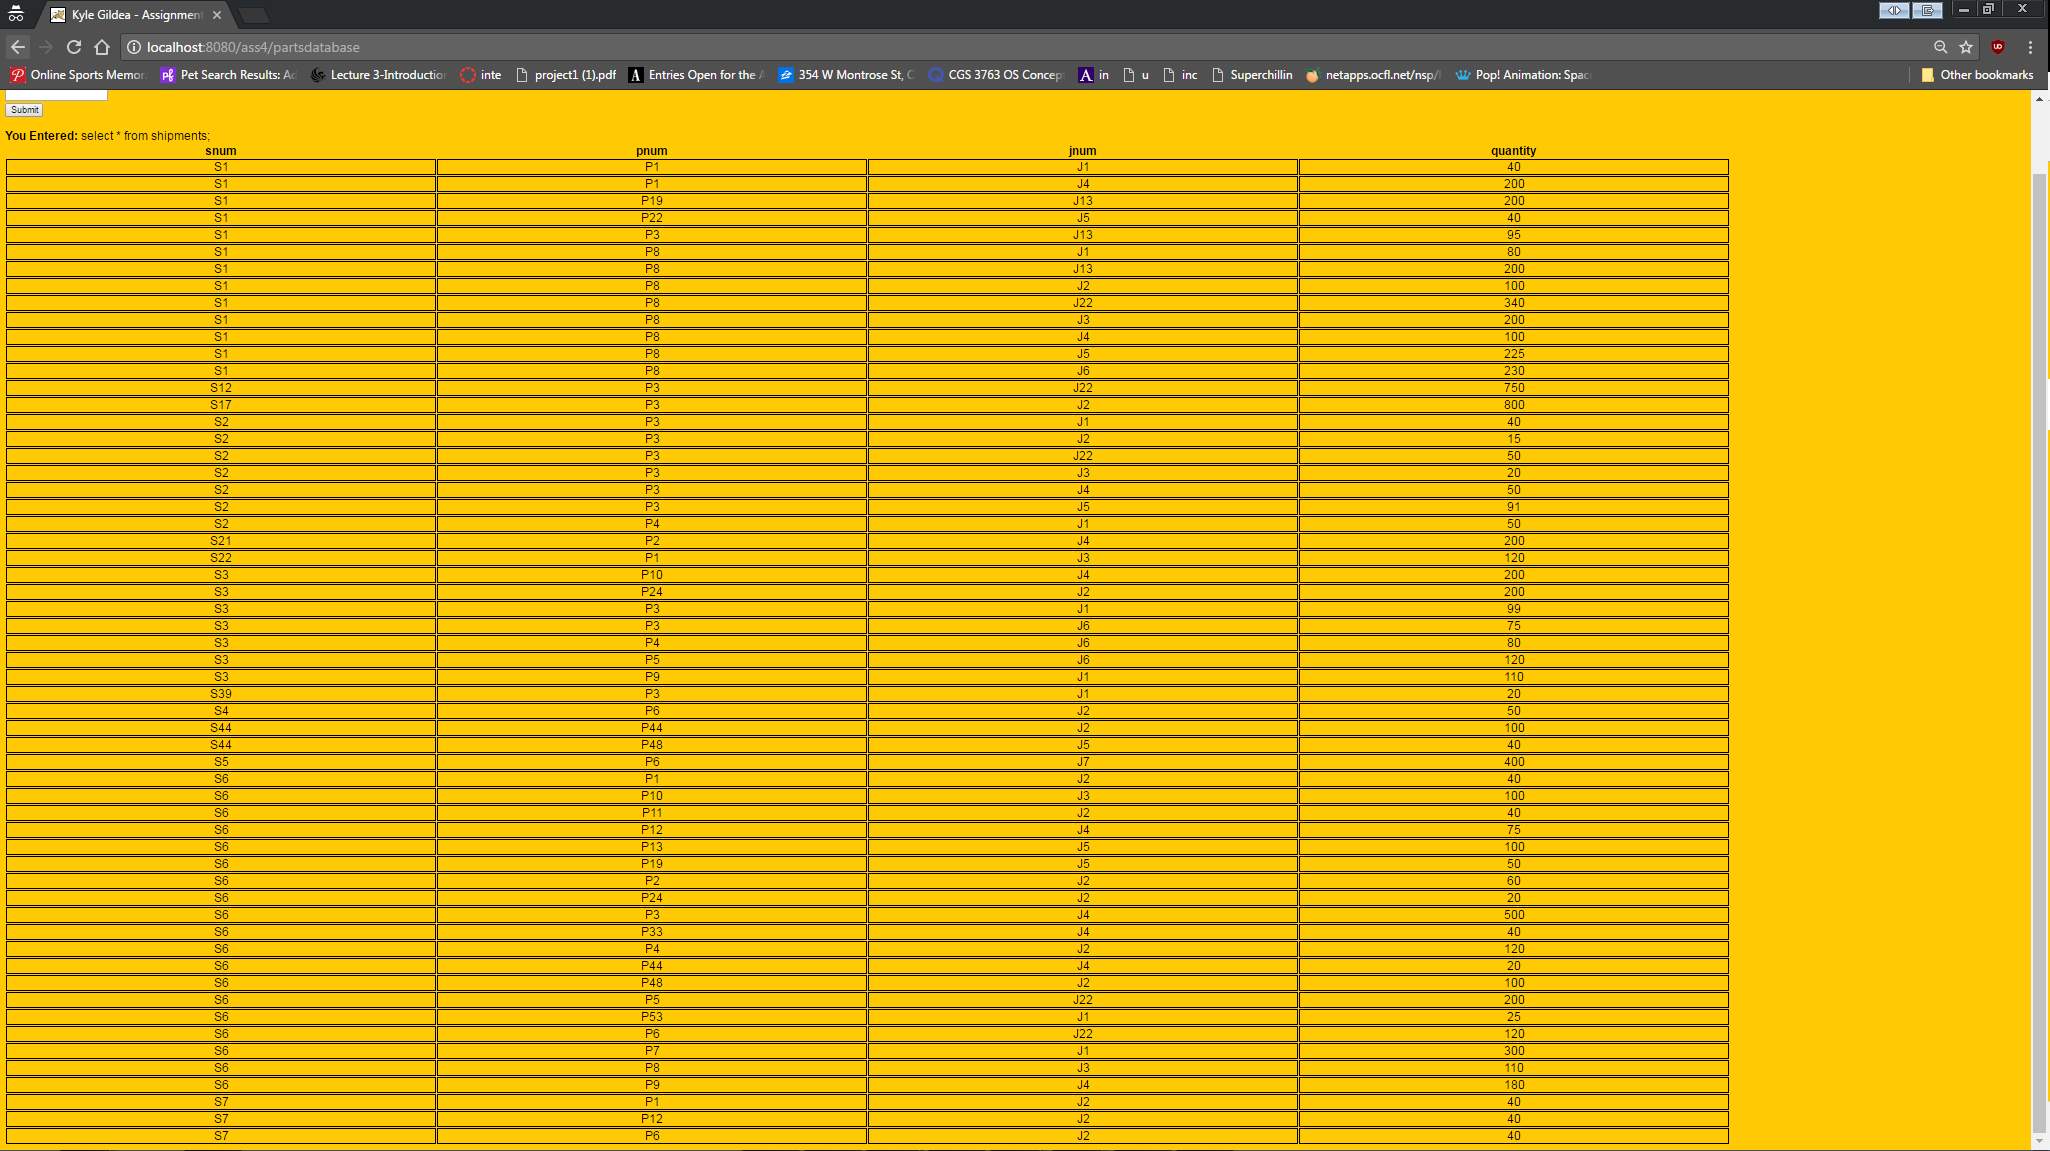 Kyle Gildea - Assignment
localhost:8080/ass4/partsdatabase
Online Sports Memor Pet Search Results: Ad Lecture 3-Introduction inte project1 (1).pdf Entries Open for the A 354 W Montrose St, C CGS 3763 OS Concep in u inc Superchillin netapps.ocfl.net/nsp/ Pop! Animation: Spac Other bookmarks
Submit
You Entered: select * from shipments;
snum pnum jnum quantity
S1 P1 J1 40
S1 P1 J4 200
S1 P19 J13 200
S1 P22 J5 40
S1 P3 J13 95
S1 P8 J1 80
S1 P8 J13 200
S1 P8 J2 100
S1 P8 J22 340
S1 P8 J3 200
S1 P8 J4 100
S1 P8 J5 225
S1 P8 J6 230
S12 P3 J22 750
S17 P3 J2 800
S2 P3 J1 40
S2 P3 J2 15
S2 P3 J22 50
S2 P3 J3 20
S2 P3 J4 50
S2 P3 J5 91
S2 P4 J1 50
S21 P2 J4 200
S22 P1 J3 120
S3 P10 J4 200
S3 P24 J2 200
S3 P3 J1 99
S3 P3 J6 75
S3 P4 J6 80
S3 P5 J6 120
S3 P9 J1 110
S39 P3 J1 20
S4 P6 J2 50
S44 P44 J2 100
S44 P48 J5 40
S5 P6 J7 400
S6 P1 J2 40
S6 P10 J3 100
S6 P11 J2 40
S6 P12 J4 75
S6 P13 J5 100
S6 P19 J5 50
S6 P2 J2 60
S6 P24 J2 20
S6 P3 J4 500
S6 P33 J4 40
S6 P4 J2 120
S6 P44 J4 20
S6 P48 J2 100
S6 P5 J22 200
S6 P53 J1 25
S6 P6 J22 120
S6 P7 J1 300
S6 P8 J3 110
S6 P9 J4 180
S7 P1 J2 40
S7 P12 J2 40
S7 P6 J2 40